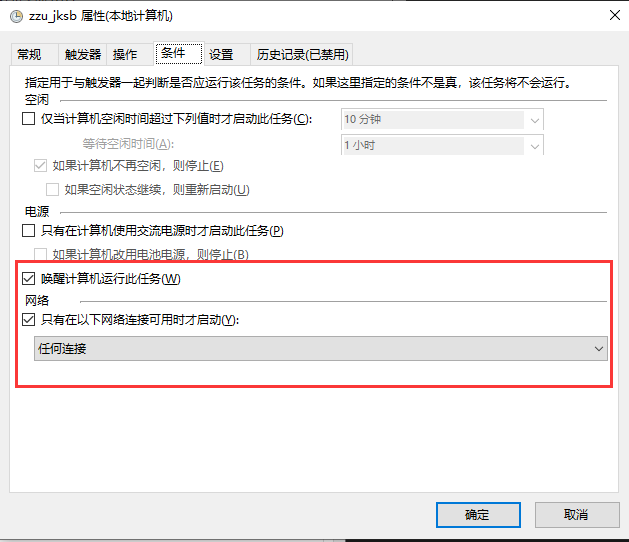 zzu_jksb 属性(本地计算机)
常规 触发器 操作 条件 设置 历史记录(已禁用)
指定用于与触发器一起判断是否应运行该任务的条件。如果这里指定的条件不是真，该任务将不会运行。
空闲
仅当计算机空闲时间超过下列值时才启动此任务(C): 10 分钟
等待空闲时间(A): 1 小时
如果计算机不再空闲，则停止(E)
如果空闲状态继续，则重新启动(U)
电源
只有在计算机使用交流电源时才启动此任务(P)
如果计算机改用电池电源，则停止(B)
唤醒计算机运行此任务(W)
网络
只有在以下网络连接可用时才启动(Y):
任何连接
确定 取消